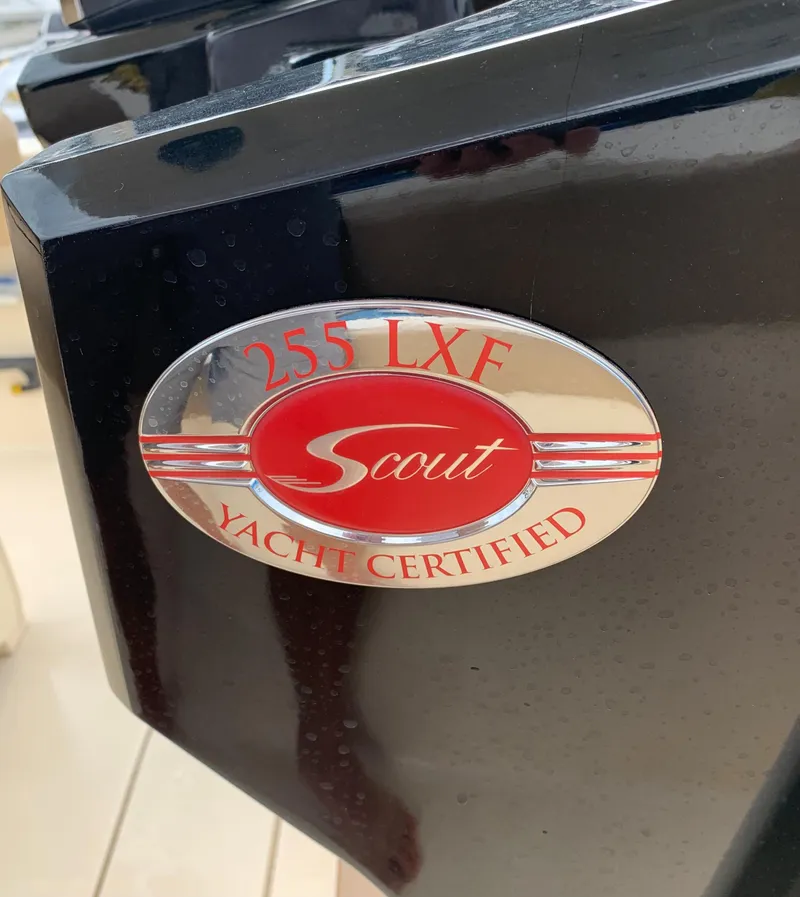 255 LXF
Scout
YACHT CERTIFIED